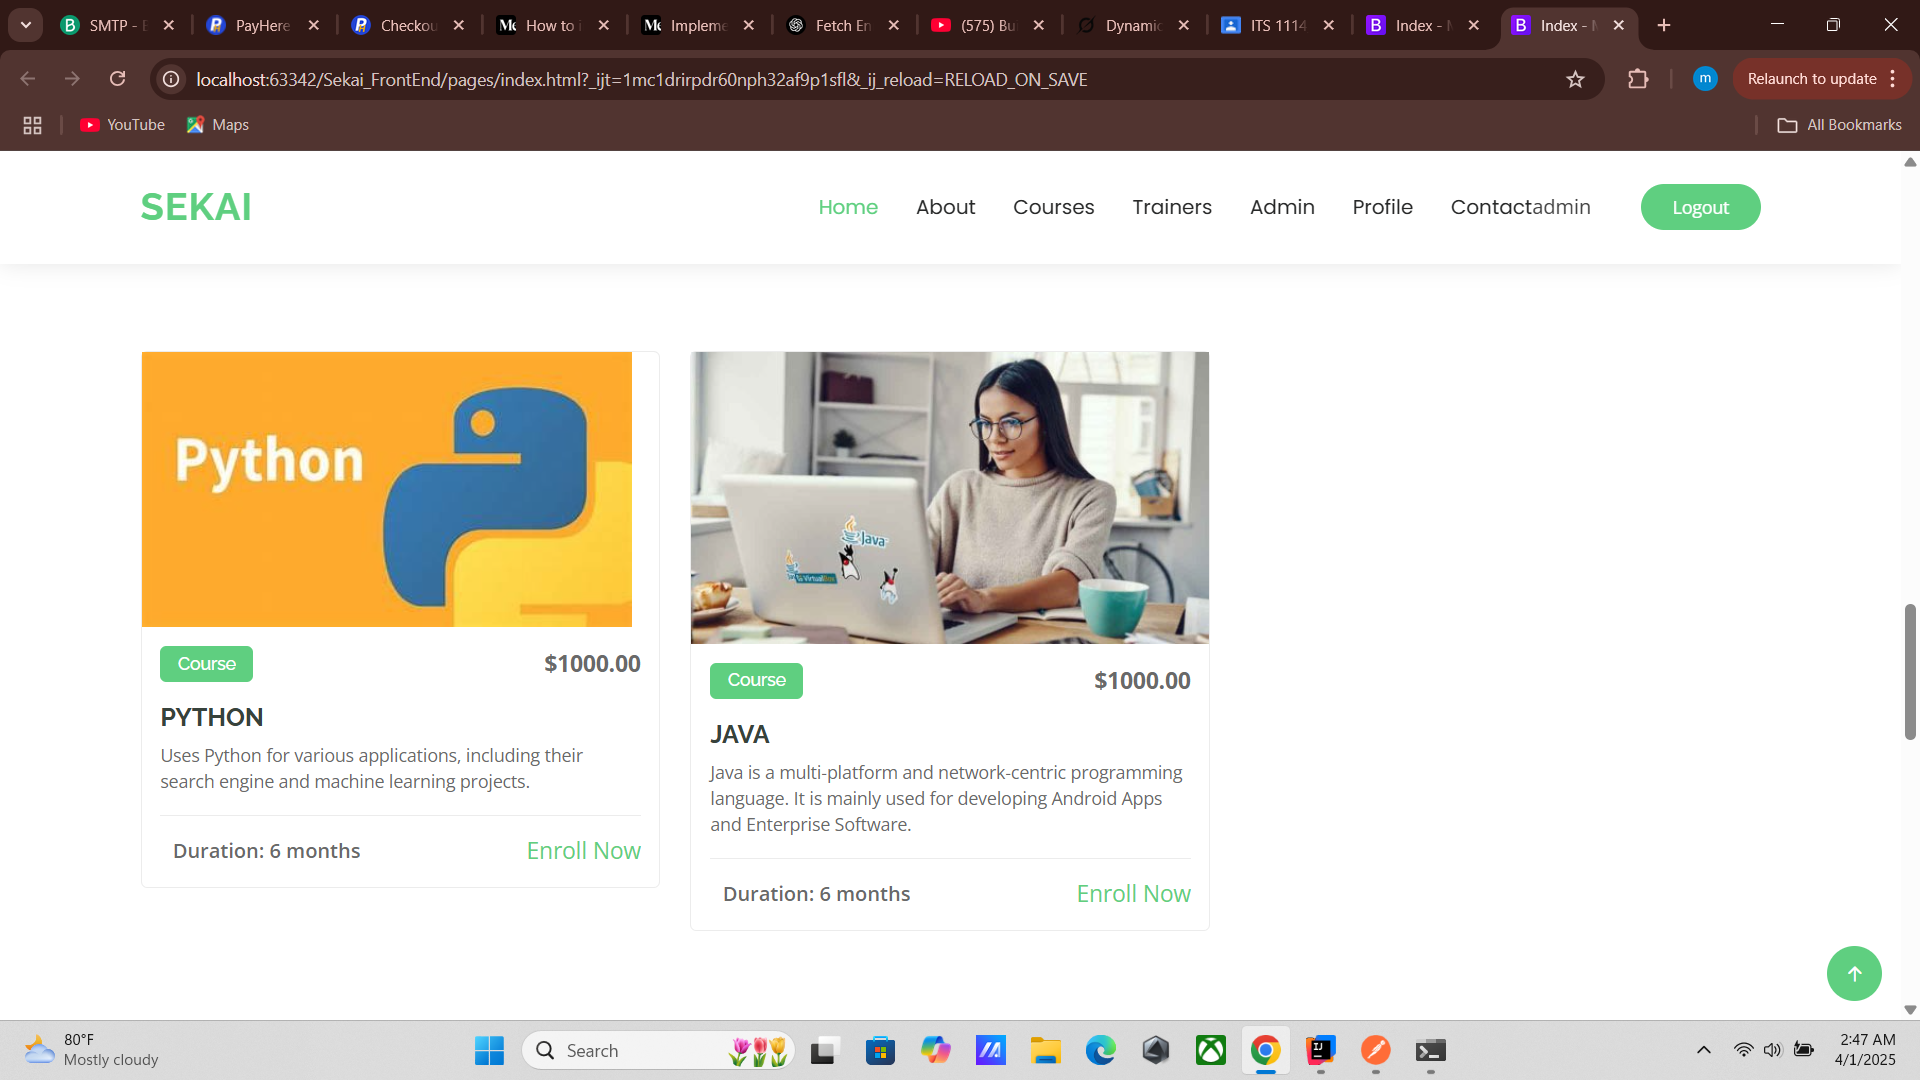 SMTP - E
PayHere
Checkou
How to i
Impleme
Fetch En
(575) Bui
Dynamic
ITS 1114
Index - M
Index - M
localhost:63342/Sekai_FrontEnd/pages/index.html?_ijt=1mc1drirpdr60nph32af9p1sfl&_ij_reload=RELOAD_ON_SAVE
m
Relaunch to update
YouTube
Maps
All Bookmarks
SEKAI
Home
About
Courses
Trainers
Admin
Profile
Contactadmin
Logout
Python
Java
VirtualBox
Course
$1000.00
PYTHON
Uses Python for various applications, including their
search engine and machine learning projects.
Duration: 6 months
Enroll Now
Course
$1000.00
JAVA
Java is a multi-platform and network-centric programming
language. It is mainly used for developing Android Apps
and Enterprise Software.
Duration: 6 months
Enroll Now
80°F
Mostly cloudy
Search
2:47 AM
4/1/2025